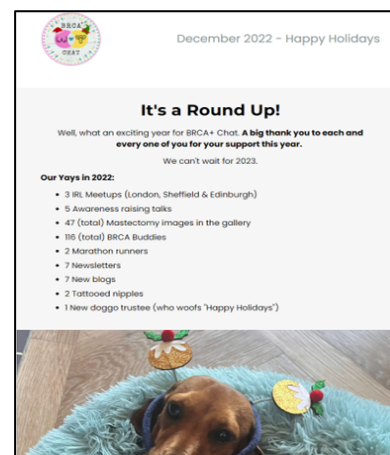 BRCA
CHAT
December 2022 - Happy Holidays
It's a Round Up!
Well, what an exciting year for BRCA+ Chat. A big thank you to each and
every one of you for your support this year.
We can't wait for 2023.
Our Yays in 2022:
• 3 IRL Meetups (London, Sheffield & Edinburgh)
• 5 Awareness raising talks
• 47 (total) Mastectomy images in the gallery
• 116 (total) BRCA Buddies
• 2 Marathon runners
• 7 Newsletters
• 7 New blogs
• 2 Tattooed nipples
• 1 New doggo trustee (who woofs "Happy Holidays")